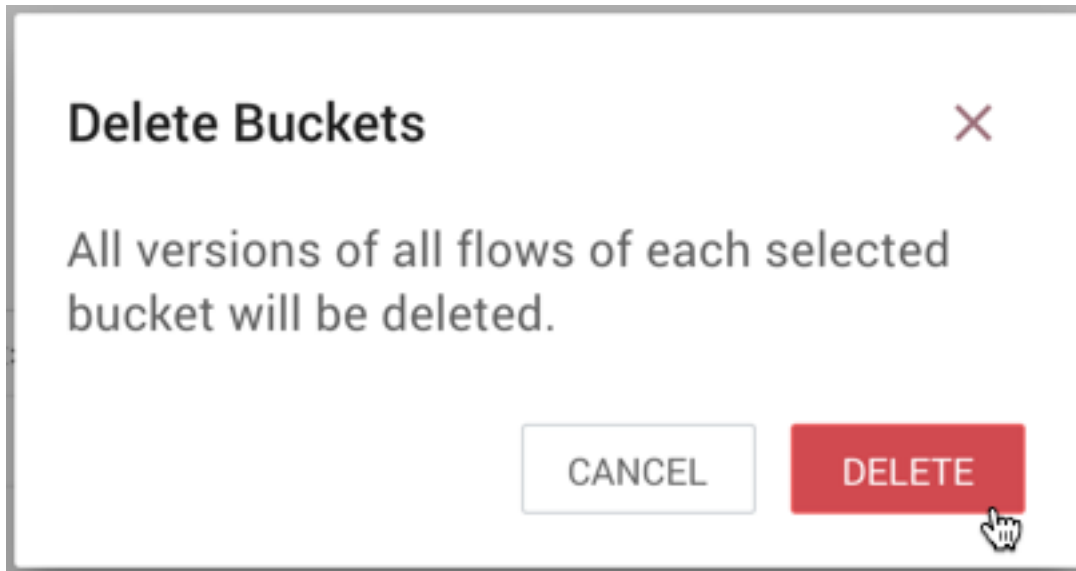 Delete Buckets
All versions of all flows of each selected
bucket will be deleted.
CANCEL
DELETE